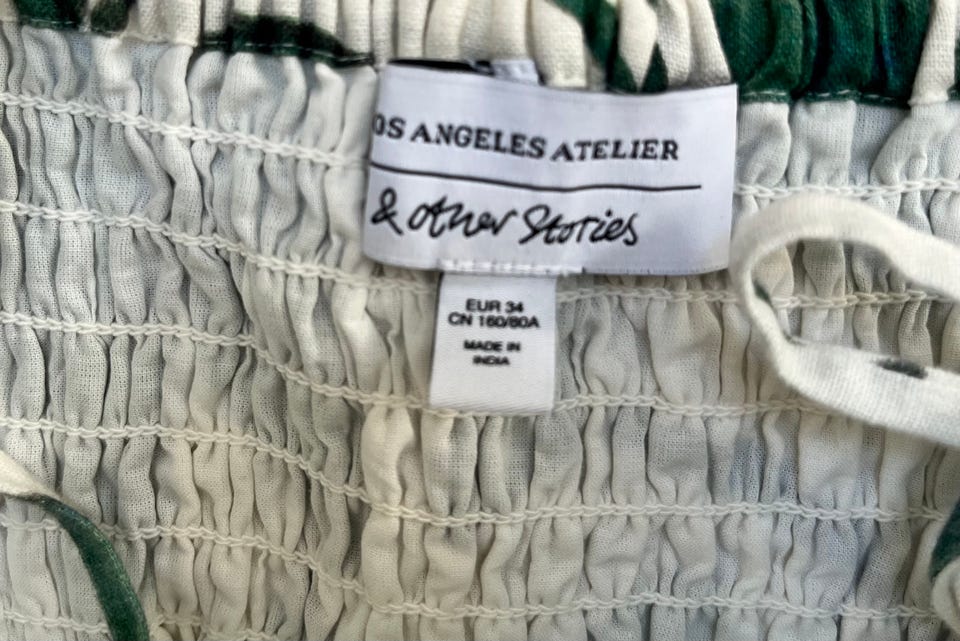 OS ANGELES ATELIER
& other Stories
EUR 34
CN 160/80A
MADE IN
INDIA